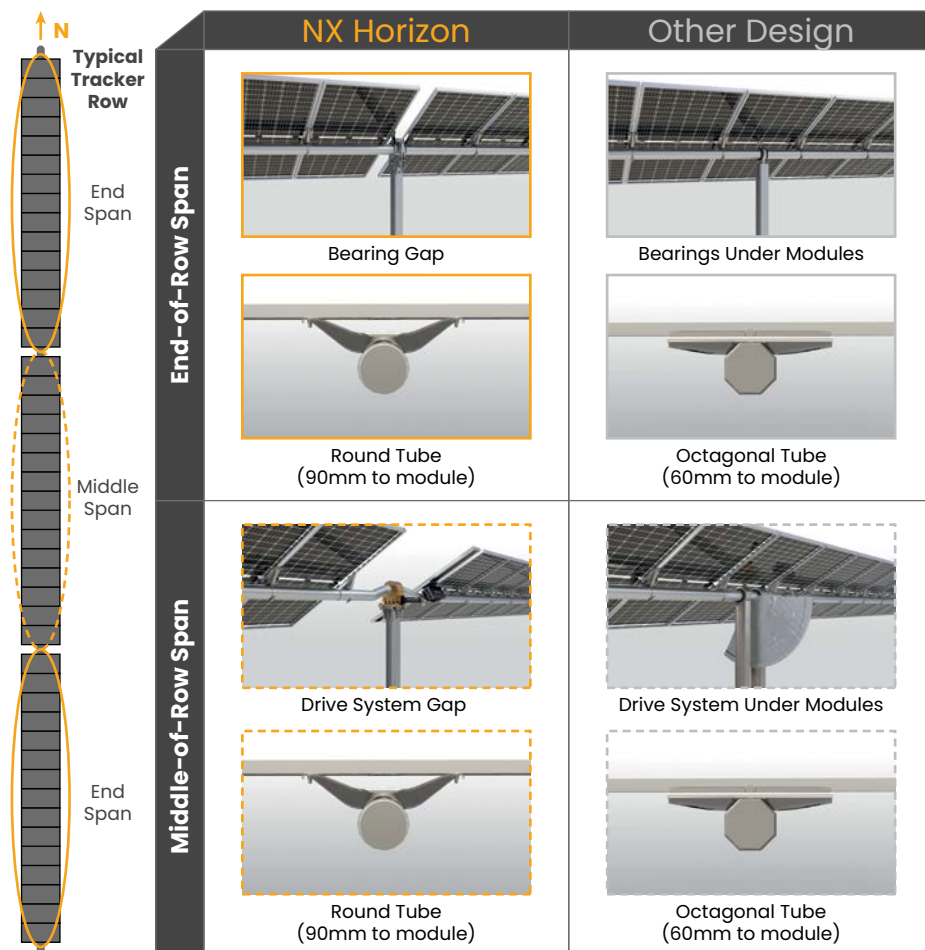 N
Typical
Tracker
Row
End
Span
Middle
Span
End
Span
NX Horizon
Other Design
End-of-Row Span
Bearing Gap
Bearings Under Modules
Round Tube
(90mm to module)
Octagonal Tube
(60mm to module)
Middle-of-Row Span
Drive System Gap
Drive System Under Modules
Round Tube
(90mm to module)
Octagonal Tube
(60mm to module)